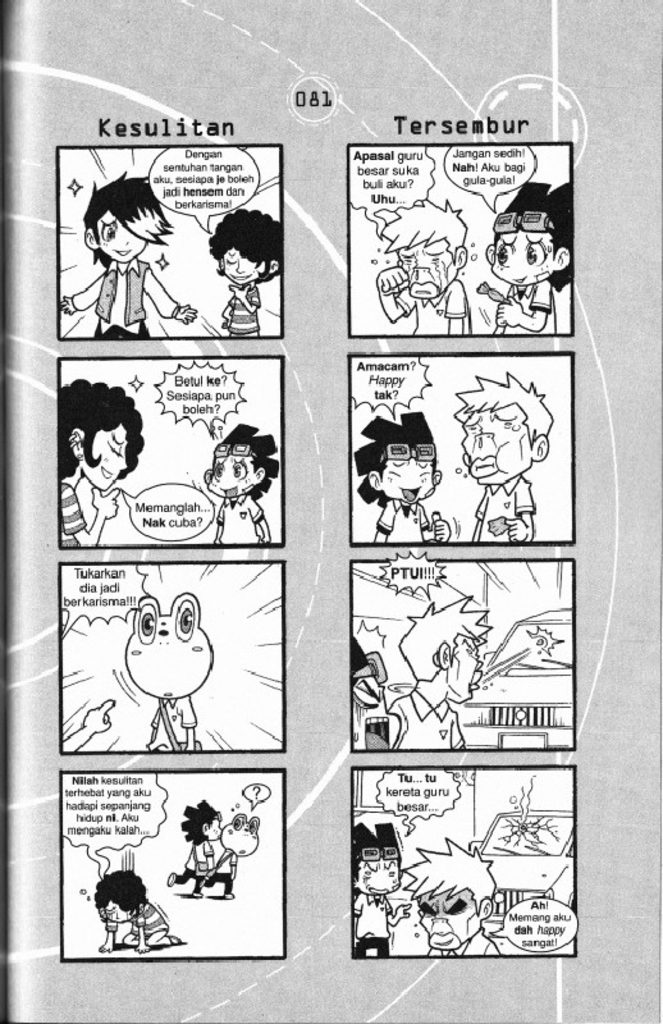 081
Kesulitan
Dengan
sentuhan tangan
aku, sesiapa je boleh
jadi hensem dan
berkarisma!
Betul ke?
Sesiapa pun
boleh?
Memanglah...
Nak cuba?
Tukarkan
dia jadi
berkarisma!!!
Nilah kesulitan
terhebat yang aku
hadapi sepanjang
hidup ni. Aku
mengaku kalah....
?
Tersembur
Apasal guru
besar suka
buli aku?
Uhu...
Jangan sedih!
Nah! Aku bagi
gula-gula!
Amacam?
Happy
tak?
PTUI!!!
Tu... tu
kereta guru
besar....
Ah!
Memang aku
dah happy
sangat!